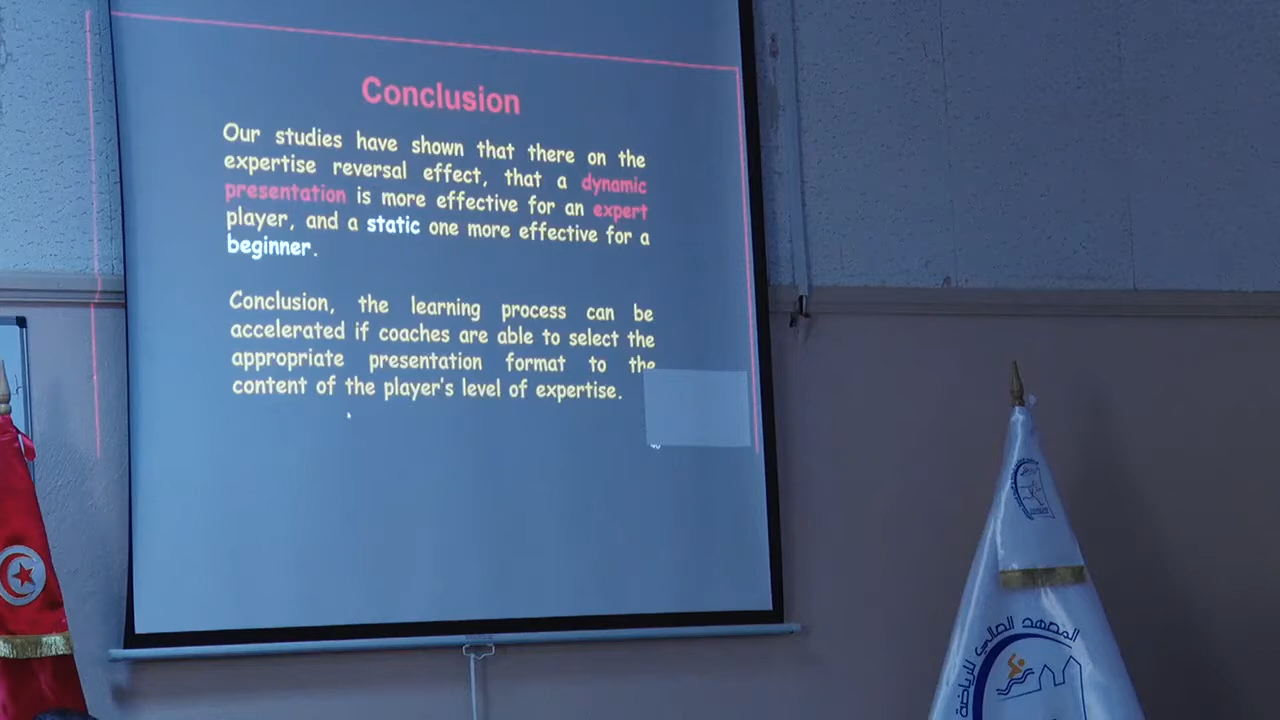 Conclusion
Our studies have shown that there on the
expertise reversal effect, that a dynamic
presentation is more effective for an expert
player, and a static one more effective for a
beginner.
Conclusion, the learning process can be
accelerated if coaches are able to select the
appropriate presentation format to the
content of the player's level of expertise.
المعهد العالي للرياضة